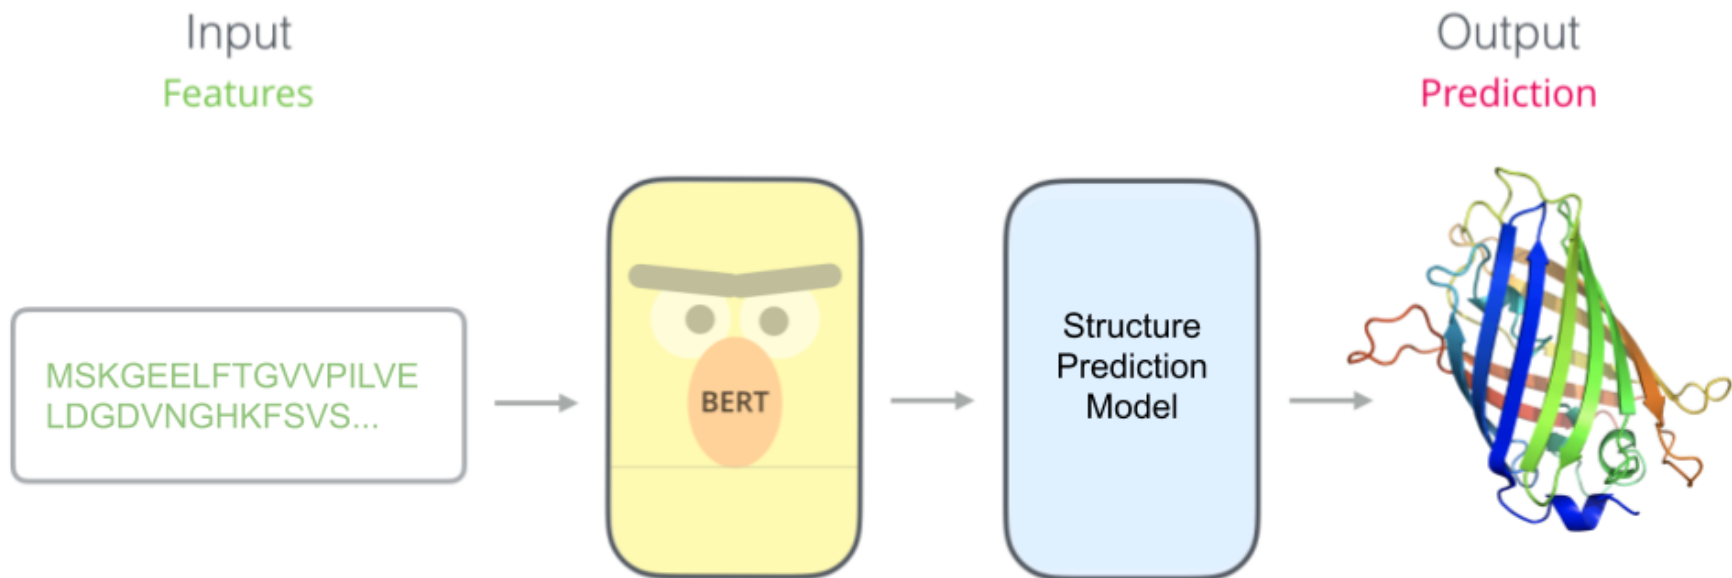 Input
Features
Output
Prediction
MSKGEELFTGVVPILVE
LDGDVNGHKFSVS...
BERT
Structure
Prediction
Model